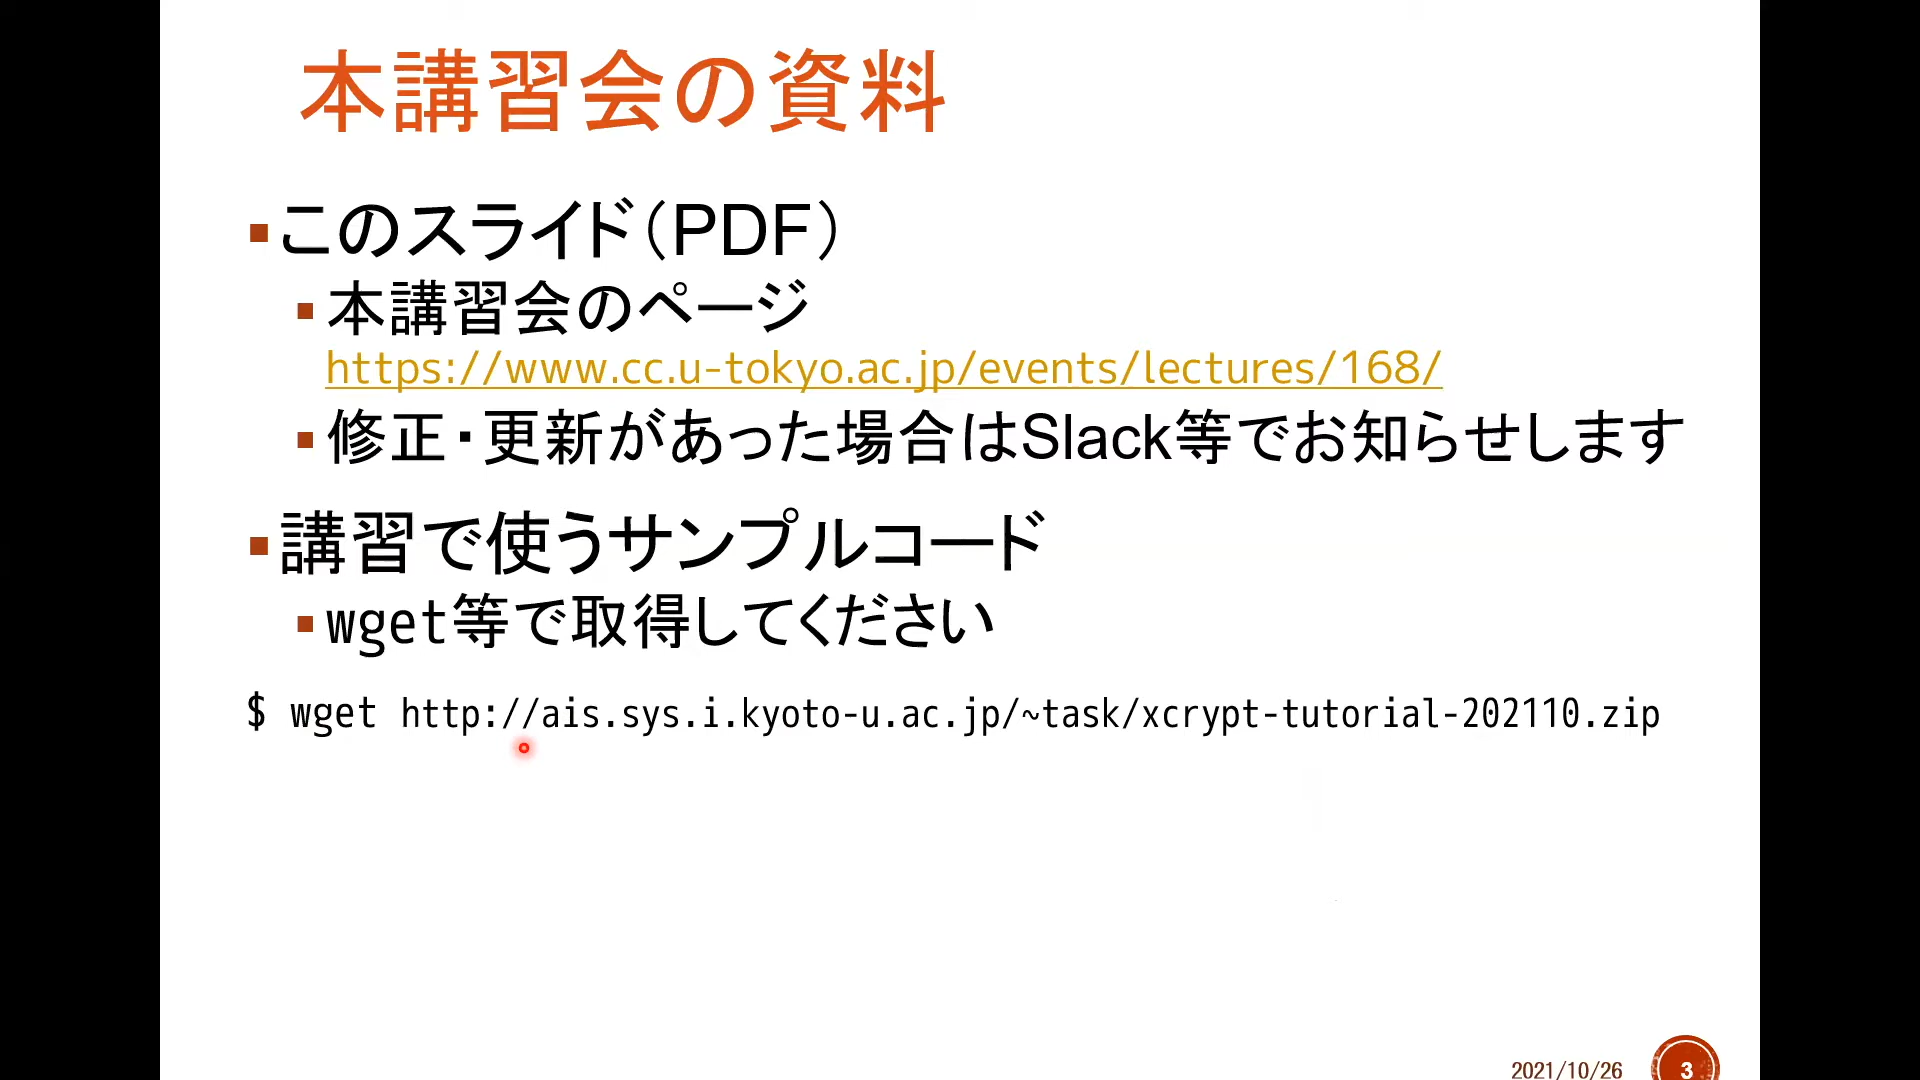 本講習会の資料
このスライド（PDF）
本講習会のページ
https://www.cc.u-tokyo.ac.jp/events/lectures/168/
修正・更新があった場合はSlack等でお知らせします
講習で使うサンプルコード
wget等で取得してください
$ wget http://ais.sys.i.kyoto-u.ac.jp/~task/xcrypt-tutorial-202110.zip
2021/10/26
3